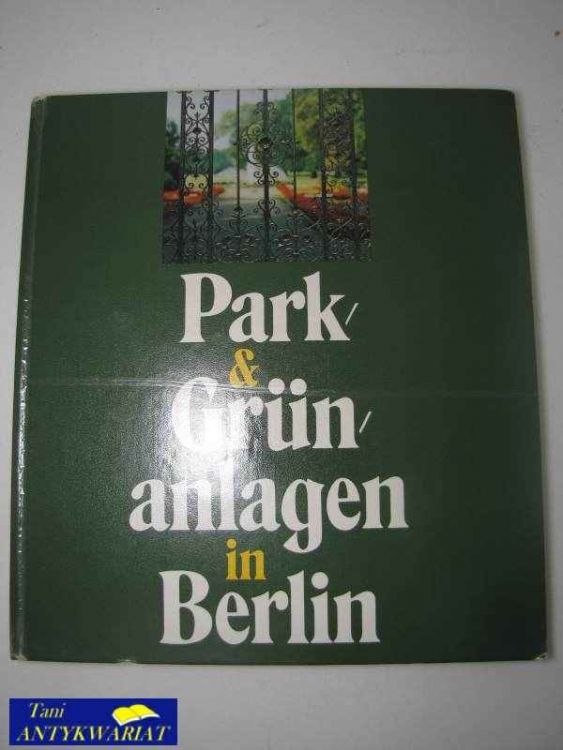 Park/
&
Grün/
anlagen
in
Berlin
Tani
ANTYKWARIAT